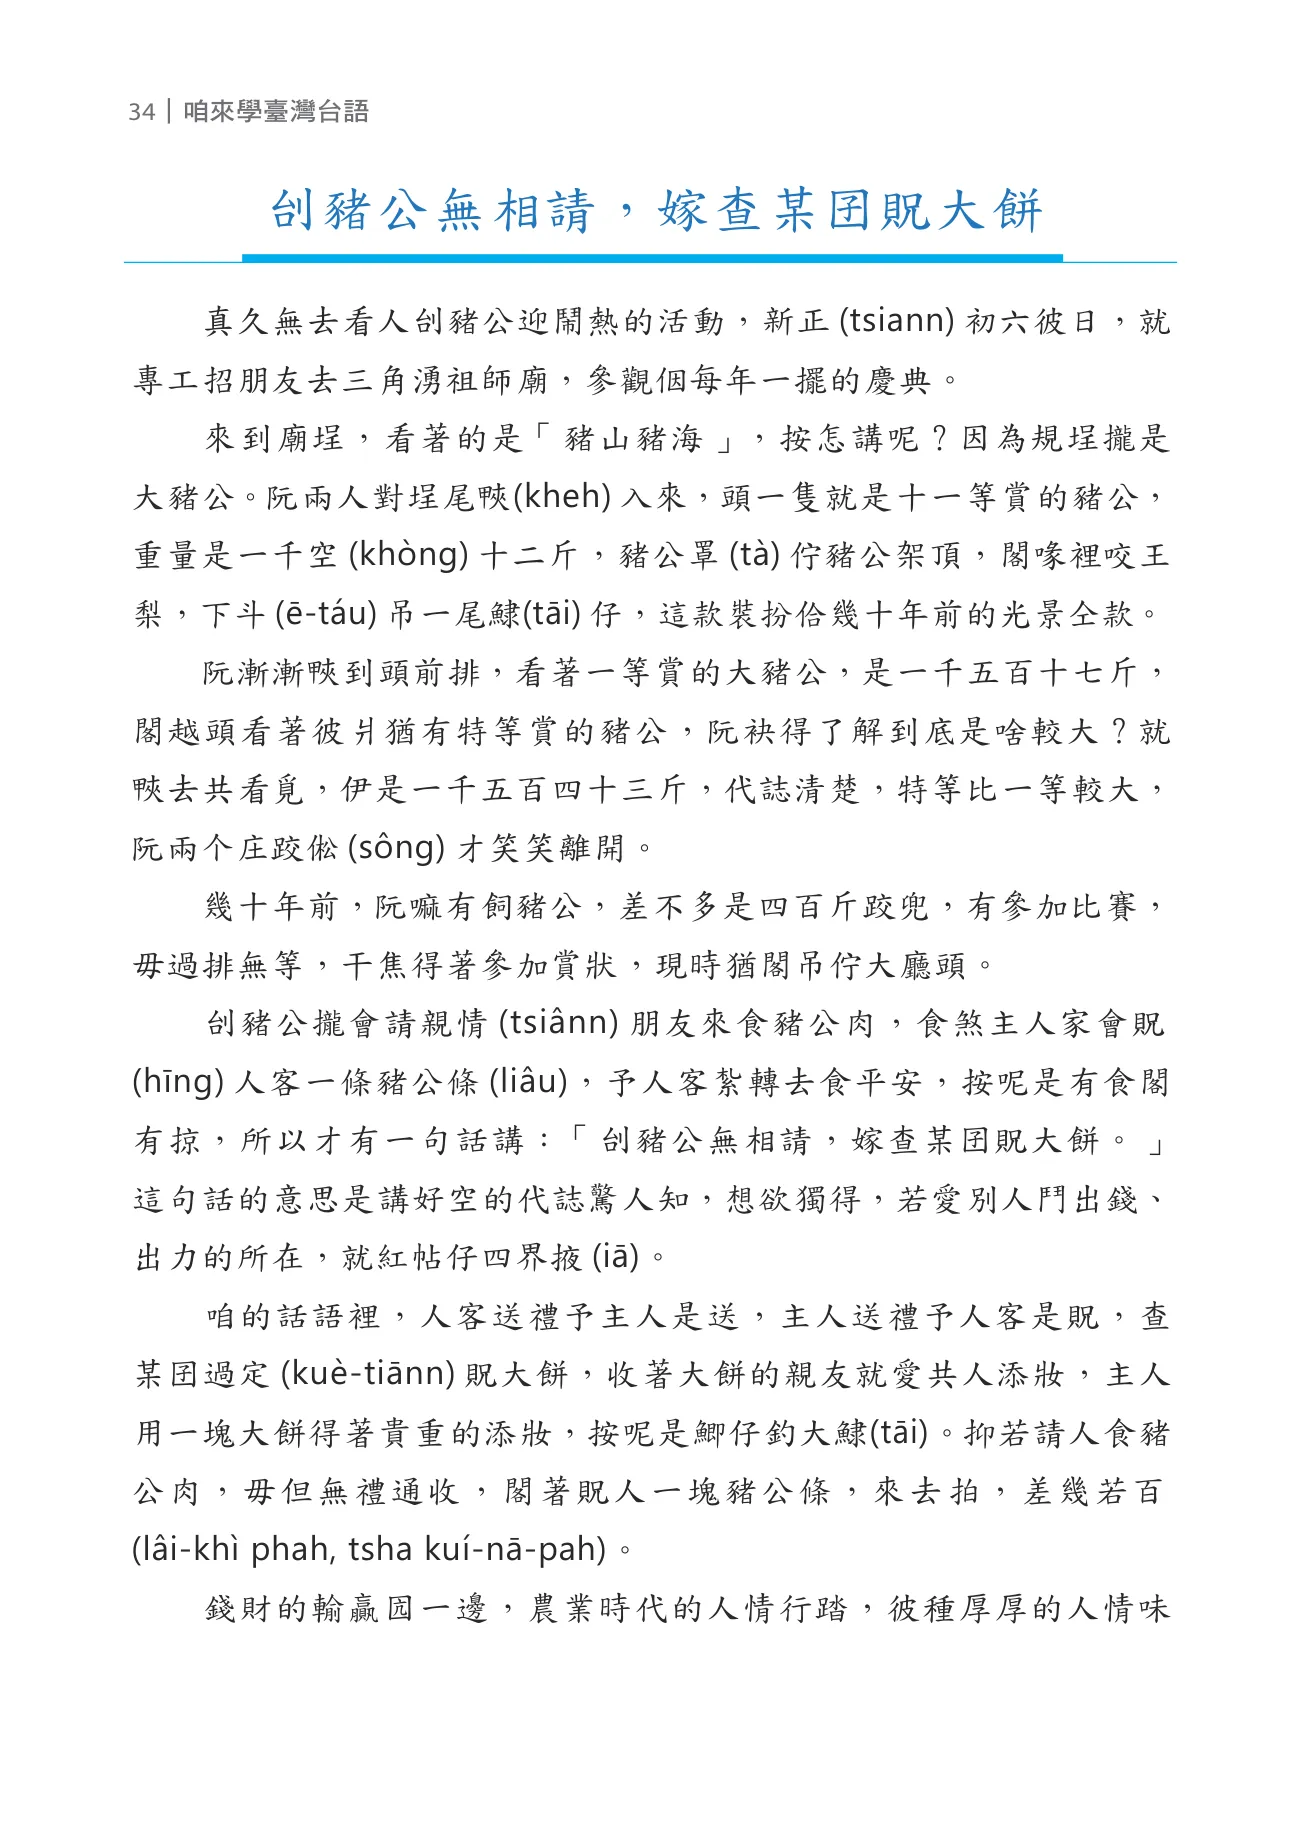 34｜咱來學臺灣台語
刣豬公無相請，嫁查某囝貺大餅
真久無去看人刣豬公迎鬧熱的活動，新正 (tsiann) 初六彼日，就
專工招朋友去三角湧祖師廟，參觀𪜶每年一擺的慶典。
來到廟埕，看著的是「豬山豬海」，按怎講呢？因為規埕攏是
大豬公。阮兩人對埕尾𤲍(kheh) 入來，頭一隻就是十一等賞的豬公，
重量是一千空 (khòng) 十二斤，豬公罩 (tà) 佇豬公架頂，閣喙裡咬王
梨，下斗 (ē-táu) 吊一尾鯠(tāi) 仔，這款裝扮佮幾十年前的光景仝款。
阮漸漸𤲍到頭前排，看著一等賞的大豬公，是一千五百十七斤，
閣越頭看著彼爿猶有特等賞的豬公，阮袂得了解到底是啥較大？就
𤲍去共看覓，伊是一千五百四十三斤，代誌清楚，特等比一等較大，
阮兩个庄跤倯 (sông) 才笑笑離開。
幾十年前，阮嘛有飼豬公，差不多是四百斤跤兜，有參加比賽，
毋過排無等，干焦得著參加賞狀，現時猶閣吊佇大廳頭。
刣豬公攏會請親情 (tsiânn) 朋友來食豬公肉，食煞主人家會貺
(hīng) 人客一條豬公條 (liâu)，予人客紮轉去食平安，按呢是有食閣
有掠，所以才有一句話講：「刣豬公無相請，嫁查某囝貺大餅。」
這句話的意思是講好空的代誌驚人知，想欲獨得，若愛別人鬥出錢、
出力的所在，就紅帖仔四界掖 (iā)。
咱的話語裡，人客送禮予主人是送，主人送禮予人客是貺，查
某囝過定 (kuè-tiānn) 貺大餅，收著大餅的親友就愛共人添妝，主人
用一塊大餅得著貴重的添妝，按呢是鯽仔釣大鯠(tāi)。抑若請人食豬
公肉，毋但無禮通收，閣著貺人一塊豬公條，來去拍，差幾若百
(lâi-khì phah, tsha kuí-nā-pah)。
錢財的輸贏囥一邊，農業時代的人情行踏，彼種厚厚的人情味